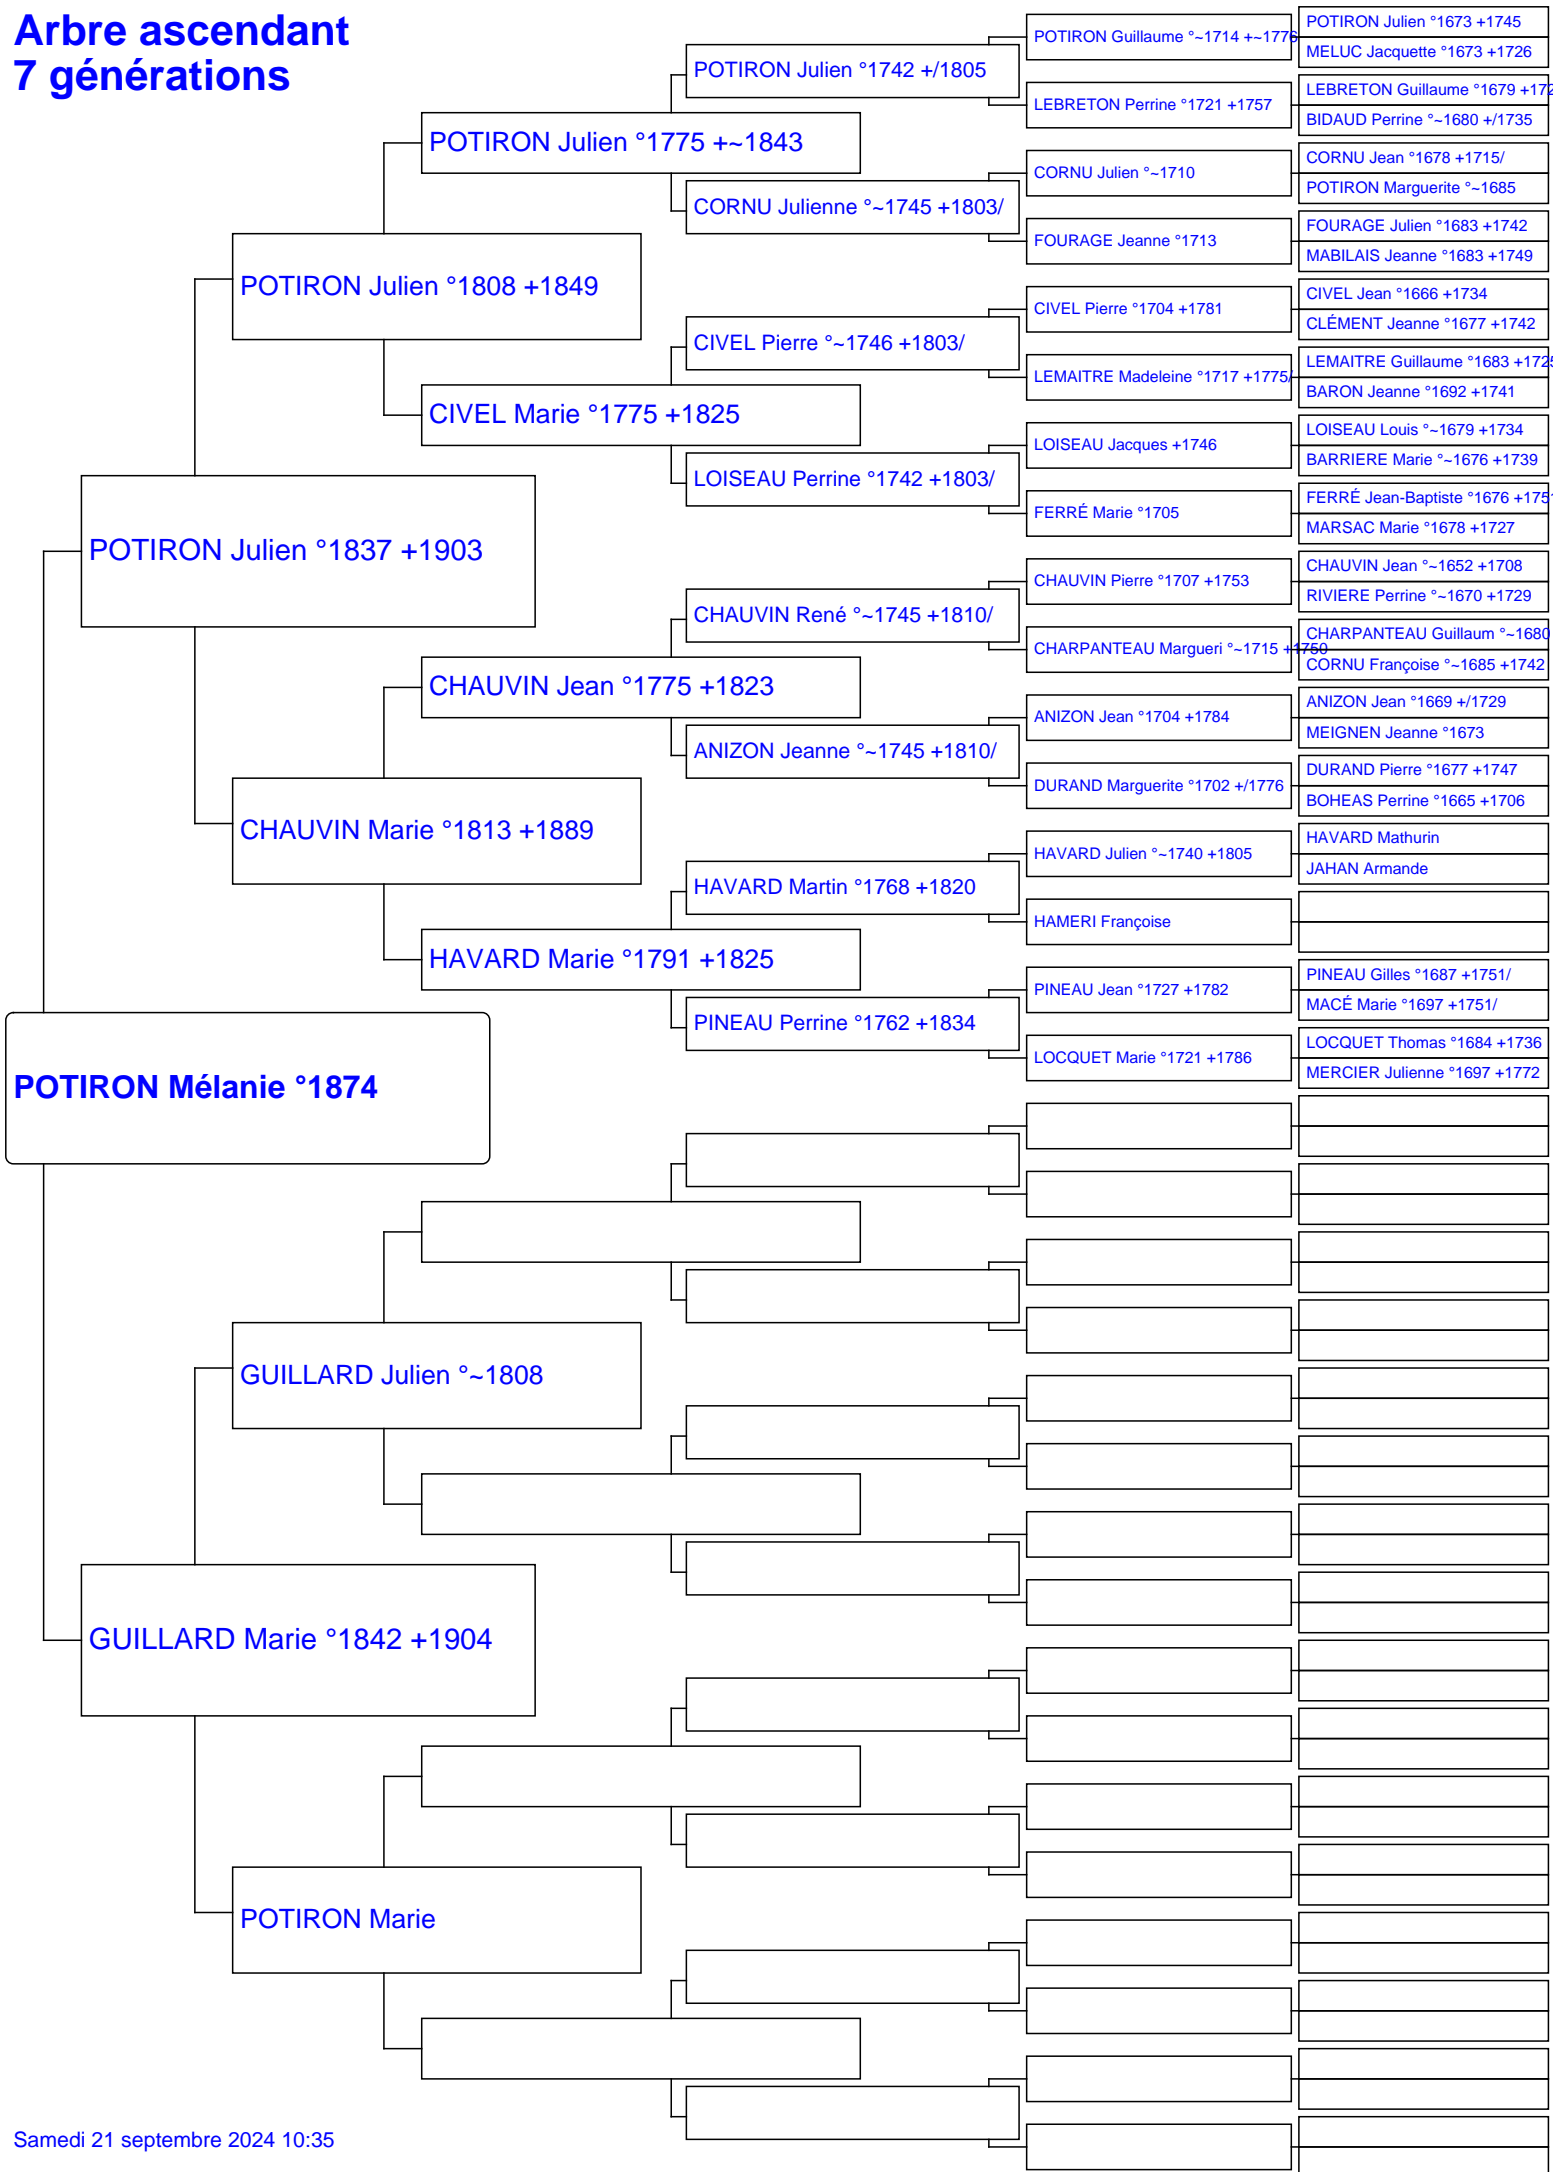 Arbre ascendant
7 générations
POTIRON Mélanie °1874
POTIRON Julien °1837 +1903
GUILLARD Marie °1842 +1904
POTIRON Julien °1808 +1849
CHAUVIN Marie °1813 +1889
GUILLARD Julien °~1808
POTIRON Marie
POTIRON Julien °1775 +~1843
CIVEL Marie °1775 +1825
CHAUVIN Jean °1775 +1823
HAVARD Marie °1791 +1825
POTIRON Julien °1742 +/1805
CORNU Julienne °~1745 +1803/
CIVEL Pierre °~1746 +1803/
LOISEAU Perrine °1742 +1803/
CHAUVIN René °~1745 +1810/
ANIZON Jeanne °~1745 +1810/
HAVARD Martin °1768 +1820
PINEAU Perrine °1762 +1834
POTIRON Guillaume °~1714 +~1776
LEBRETON Perrine °1721 +1757
CORNU Julien °~1710
FOURAGE Jeanne °1713
CIVEL Pierre °1704 +1781
LEMAITRE Madeleine °1717 +1775/
LOISEAU Jacques +1746
FERRÉ Marie °1705
CHAUVIN Pierre °1707 +1753
CHARPANTEAU Margueri °~1715 +1750
ANIZON Jean °1704 +1784
DURAND Marguerite °1702 +/1776
HAVARD Julien °~1740 +1805
HAMERI Françoise
PINEAU Jean °1727 +1782
LOCQUET Marie °1721 +1786
POTIRON Julien °1673 +1745
MELUC Jacquette °1673 +1726
LEBRETON Guillaume °1679 +172
BIDAUD Perrine °~1680 +/1735
CORNU Jean °1678 +1715/
POTIRON Marguerite °~1685
FOURAGE Julien °1683 +1742
MABILAIS Jeanne °1683 +1749
CIVEL Jean °1666 +1734
CLÉMENT Jeanne °1677 +1742
LEMAITRE Guillaume °1683 +1725
BARON Jeanne °1692 +1741
LOISEAU Louis °~1679 +1734
BARRIERE Marie °~1676 +1739
FERRÉ Jean-Baptiste °1676 +1751
MARSAC Marie °1678 +1727
CHAUVIN Jean °~1652 +1708
RIVIERE Perrine °~1670 +1729
CHARPANTEAU Guillaum °~1680
CORNU Françoise °~1685 +1742
ANIZON Jean °1669 +/1729
MEIGNEN Jeanne °1673
DURAND Pierre °1677 +1747
BOHEAS Perrine °1665 +1706
HAVARD Mathurin
JAHAN Armande
PINEAU Gilles °1687 +1751/
MACÉ Marie °1697 +1751/
LOCQUET Thomas °1684 +1736
MERCIER Julienne °1697 +1772
Samedi 21 septembre 2024 10:35